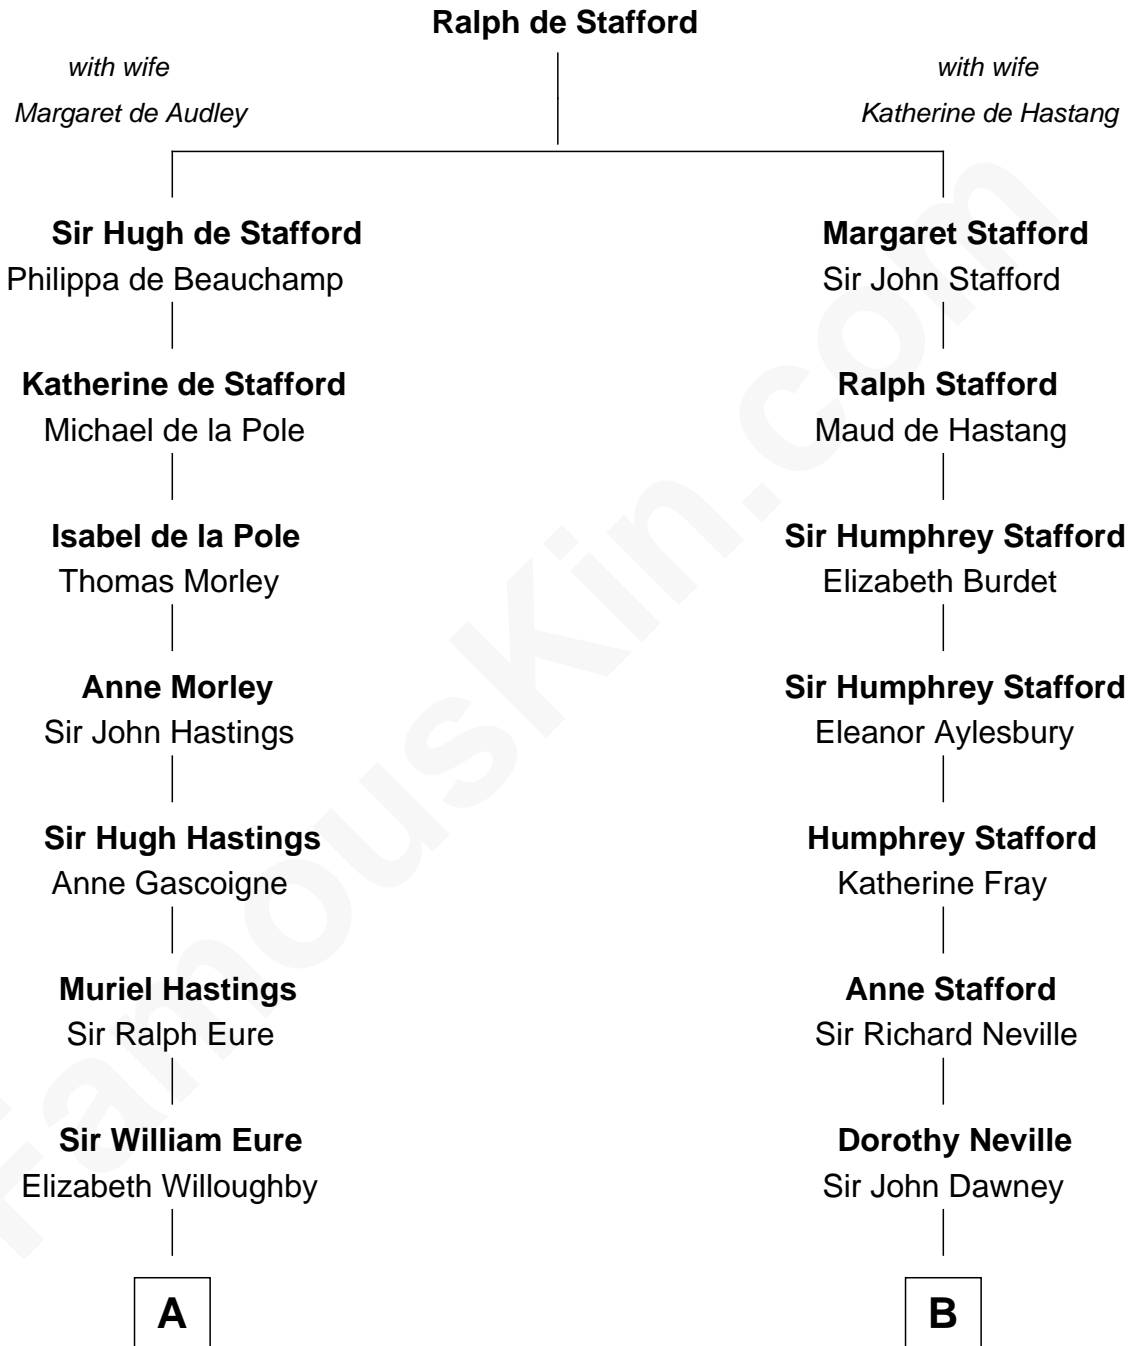 Ralph de Stafford
with wife
Margaret de Audley
with wife
Katherine de Hastang
Sir Hugh de Stafford
Philippa de Beauchamp
Margaret Stafford
Sir John Stafford
Katherine de Stafford
Michael de la Pole
Ralph Stafford
Maud de Hastang
Isabel de la Pole
Thomas Morley
Sir Humphrey Stafford
Elizabeth Burdet
Anne Morley
Sir John Hastings
Sir Humphrey Stafford
Eleanor Aylesbury
Sir Hugh Hastings
Anne Gascoigne
Humphrey Stafford
Katherine Fray
Muriel Hastings
Sir Ralph Eure
Anne Stafford
Sir Richard Neville
Sir William Eure
Elizabeth Willoughby
Dorothy Neville
Sir John Dawney
A
B
FamousKin.com